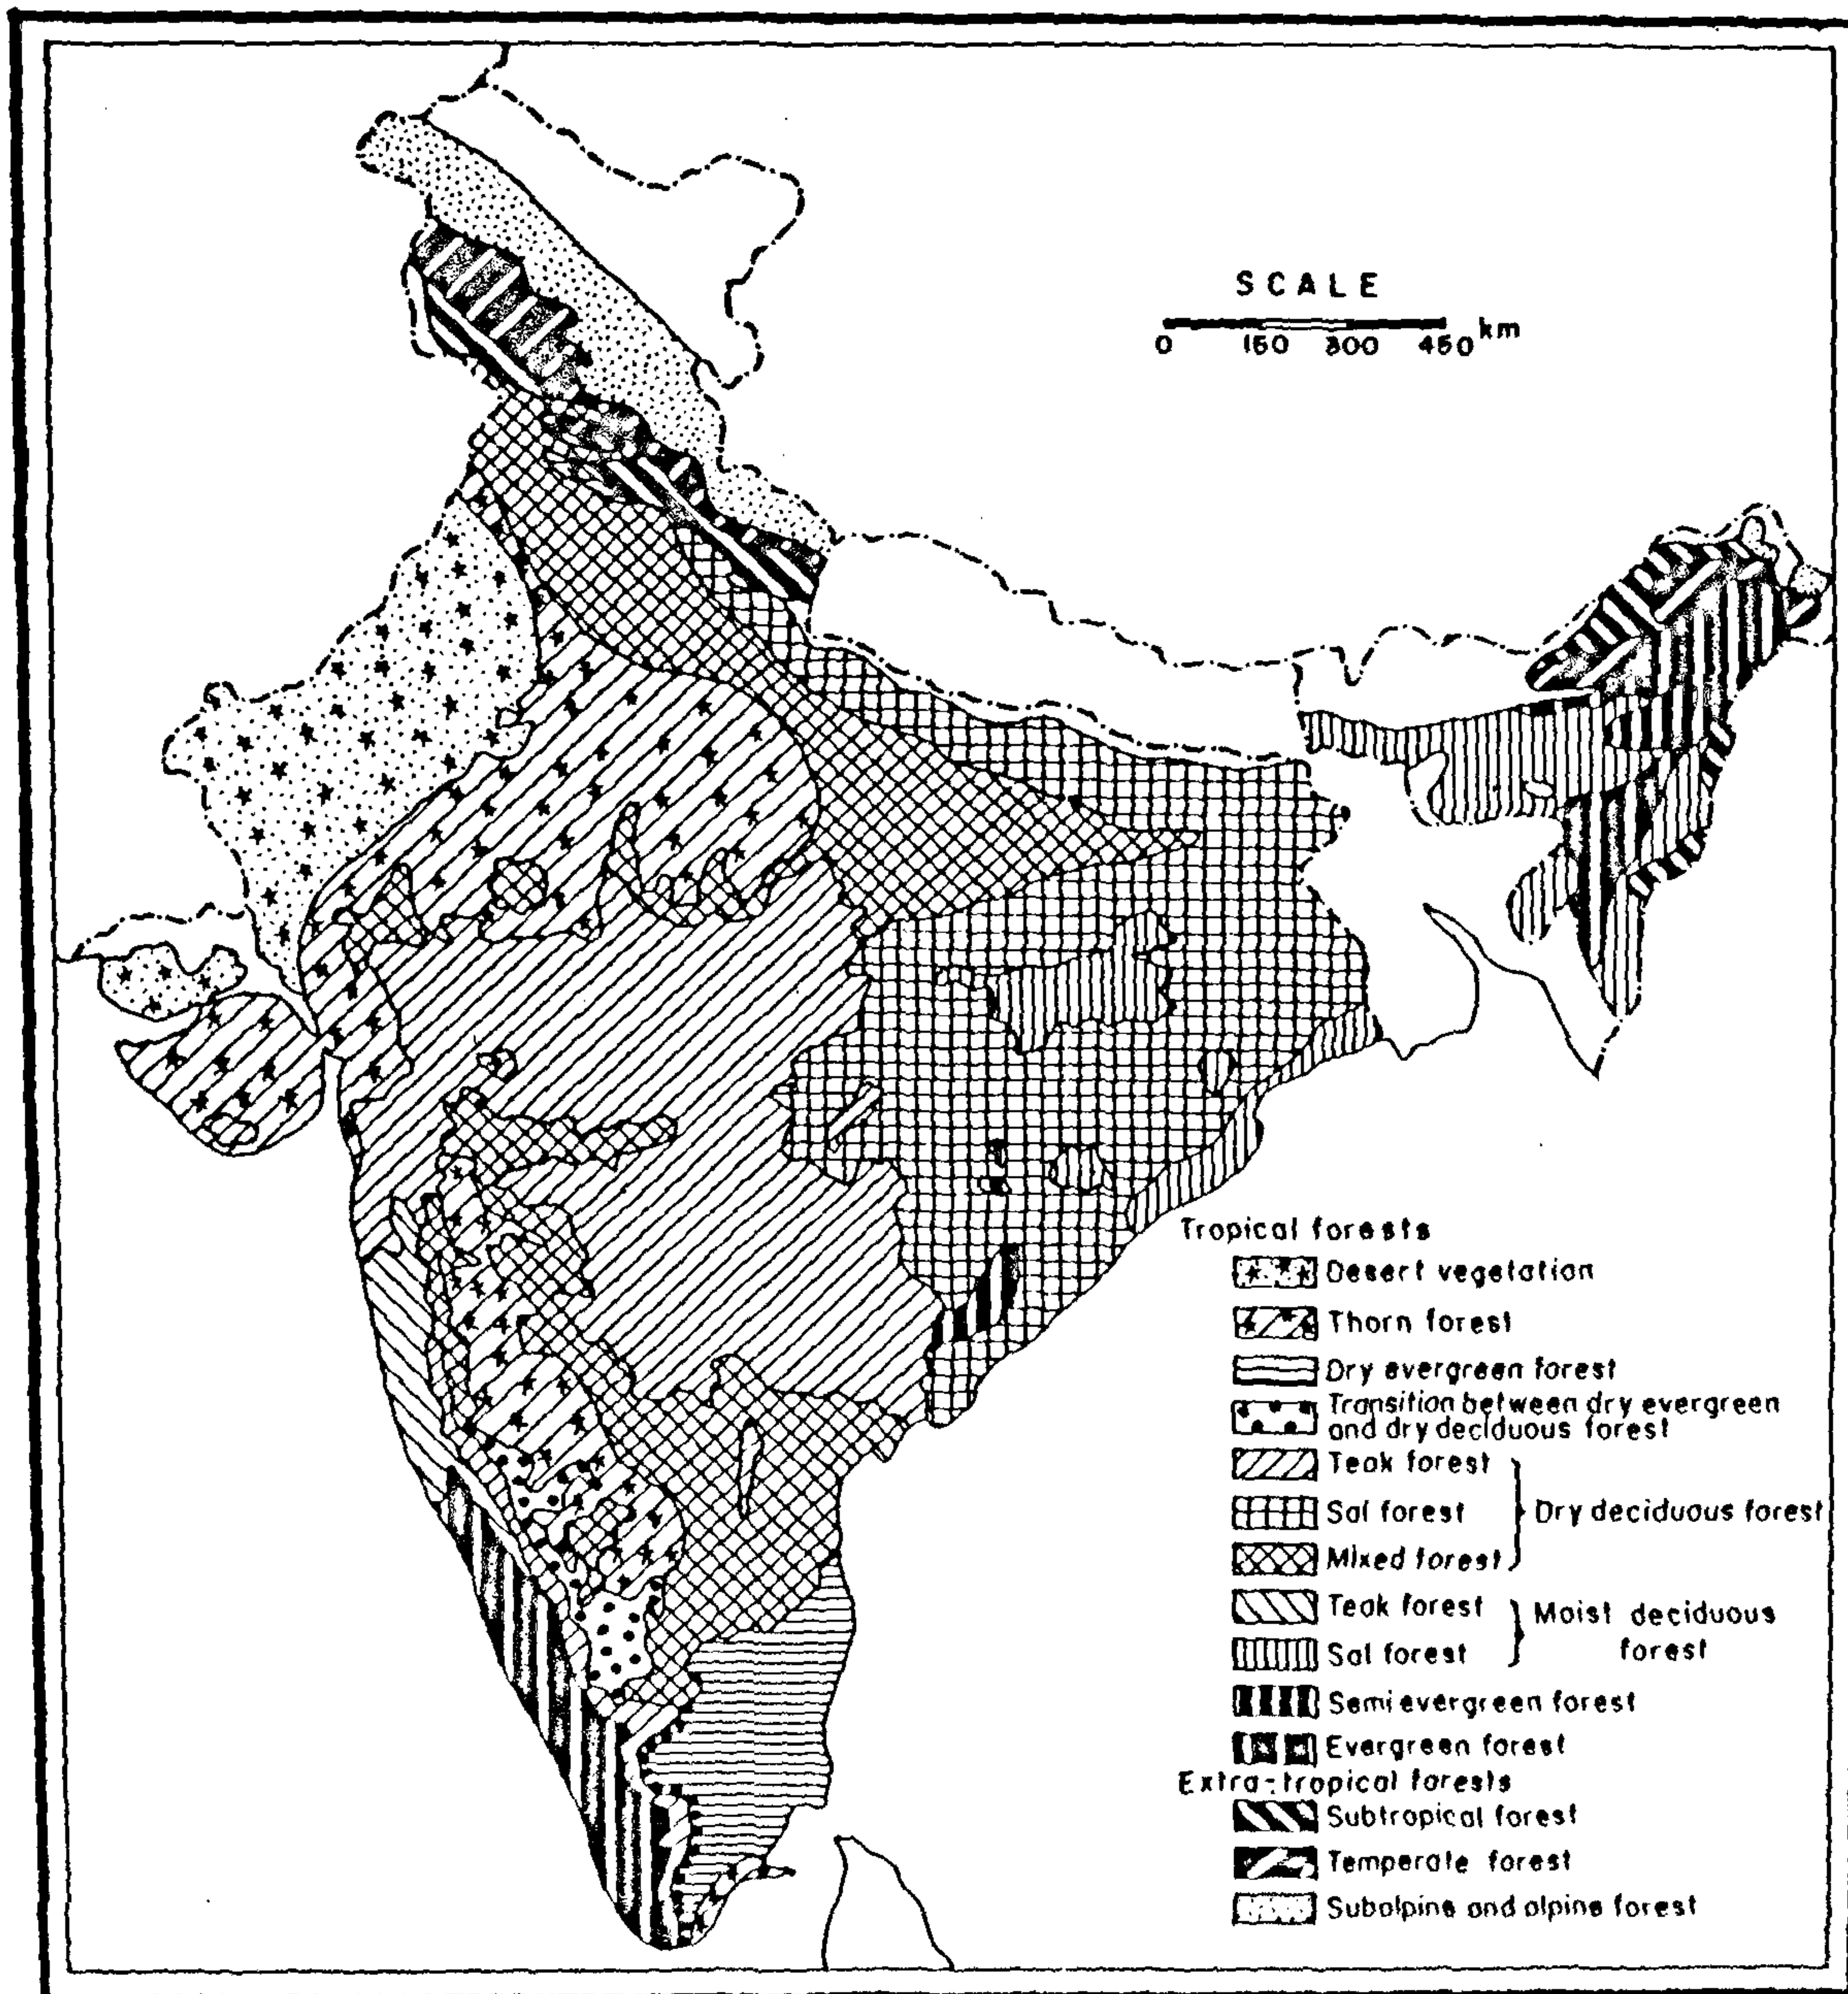 SCALE
0 150 300 450 km
Tropical forests
Desert vegetation
Thorn forest
Dry evergreen forest
Transition between dry evergreen
and dry deciduous forest
Teak forest
Sal forest
Dry deciduous forest
Mixed forest
Teak forest
Moist deciduous
forest
Sal forest
Semievergreen forest
Evergreen forest
Extra-tropical forests
Subtropical forest
Temperate forest
Subalpine and alpine forest